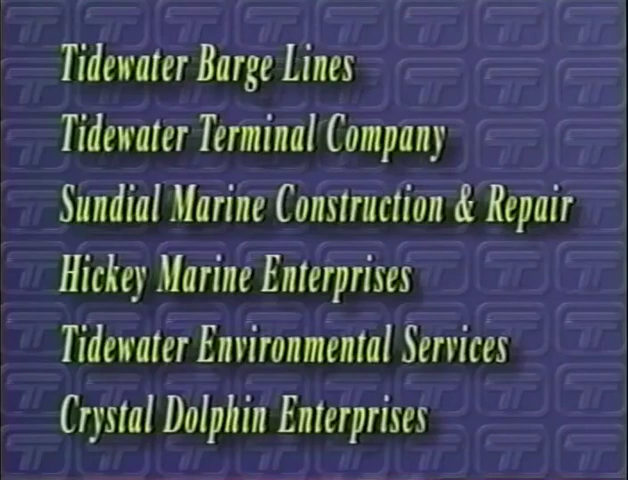 Tidewater Barge Lines
Tidewater Terminal Company
Sundial Marine Construction & Repair
Hickey Marine Enterprises
Tidewater Environmental Services
Crystal Dolphin Enterprises